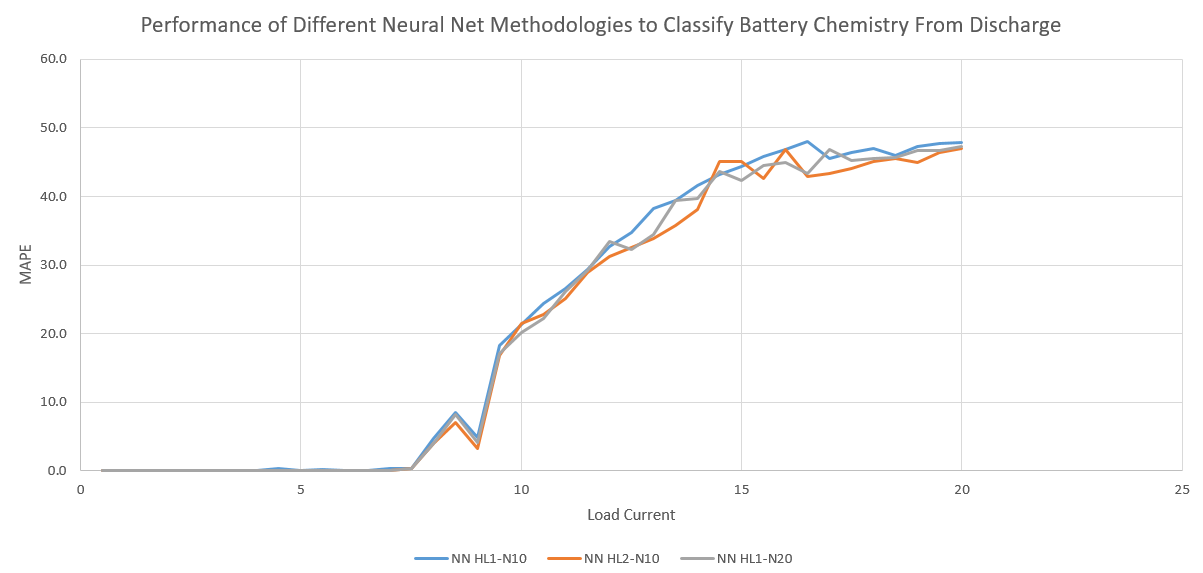 Performance of Different Neural Net Methodologies to Classify Battery Chemistry From Discharge
60.0
50.0
40.0
30.0
20.0
10.0
0.0
MAPE
0 5 10 15 20 25
Load Current
NN HL1-N10 NN HL2-N10 NN HL1-N20